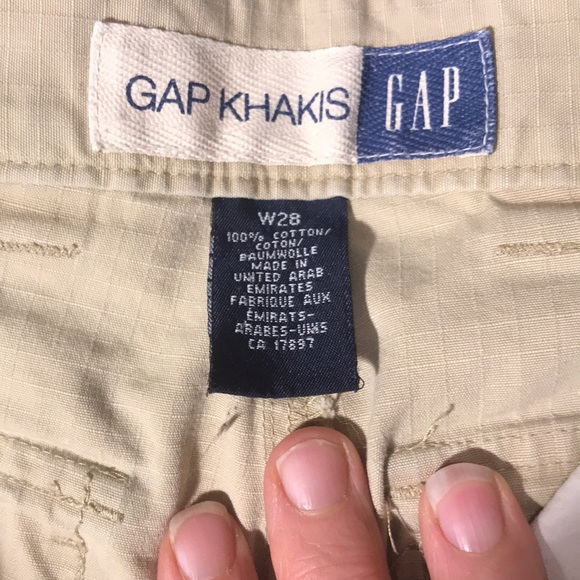 GAP KHAKIS GAP
W28
100% COTTON/
COTON/
BAUMWOLLE
MADE IN
UNITED ARAB
EMIRATES
FABRIQUE AUX
ÉMIRATS-
ARABES-UNIS
CA 17897